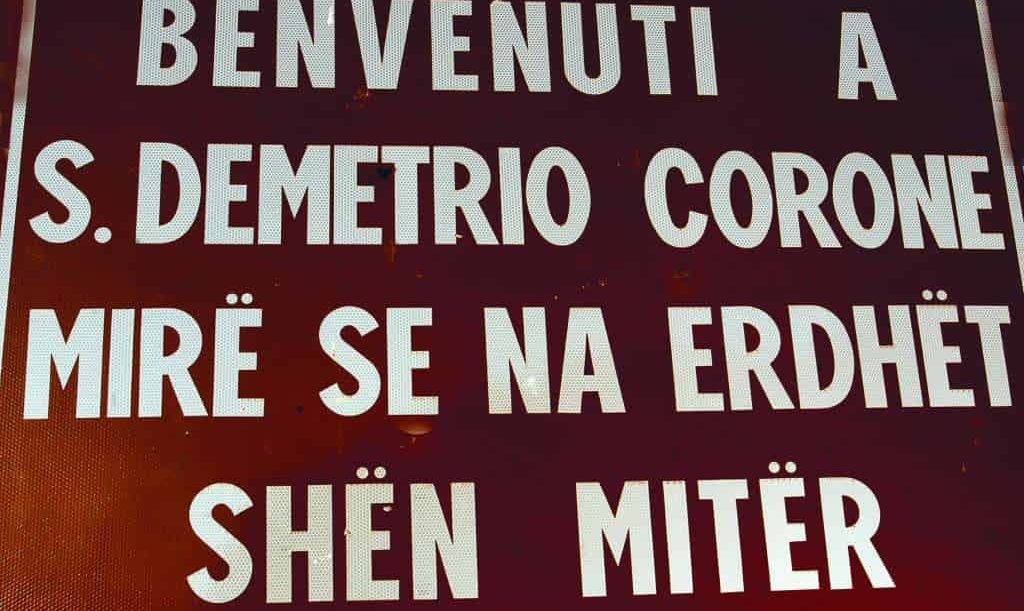 BENVENUTI A
S. DEMETRIO CORONE
MIRË SE NA ERDHËT
SHËN MITËR